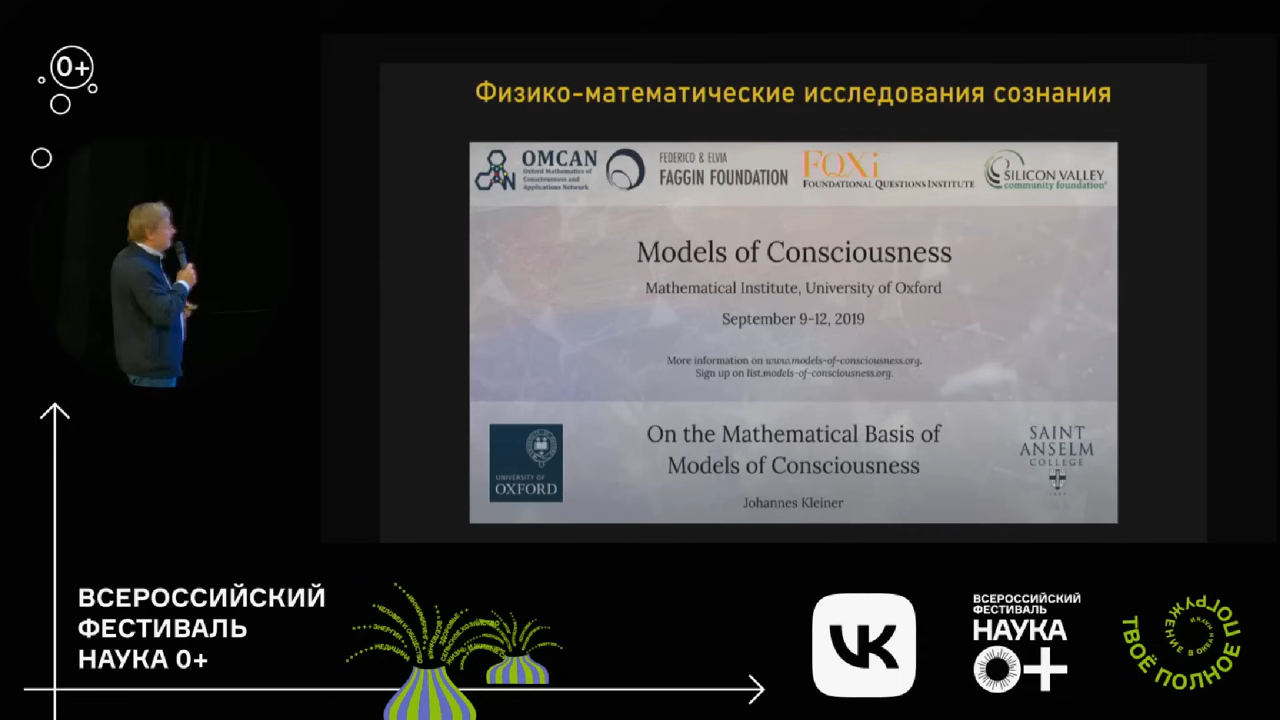 0+
Физико-математические исследования сознания
OMCAN
Oxford Mathematics of
Consciousness and
Applications Network
FEDERICO & ELVIA
FAGGIN FOUNDATION
FQXi
FOUNDATIONAL QUESTIONS INSTITUTE
SILICON VALLEY
community foundation®
Models of Consciousness
Mathematical Institute, University of Oxford
September 9-12, 2019
More information on www.models-of-consciousness.org.
Sign up on list.models-of-consciousness.org.
On the Mathematical Basis of
Models of Consciousness
Johannes Kleiner
UNIVERSITY OF
OXFORD
SAINT
ANSELM
COLLEGE
ВСЕРОССИЙСКИЙ
ФЕСТИВАЛЬ
НАУКА 0+
VK
ВСЕРОССИЙСКИЙ
ФЕСТИВАЛЬ
НАУКА
0+
ТВОЁ ПОЛНОЕ ПОГРУЖЕНИЕ В ОКЕАН НАУКИ